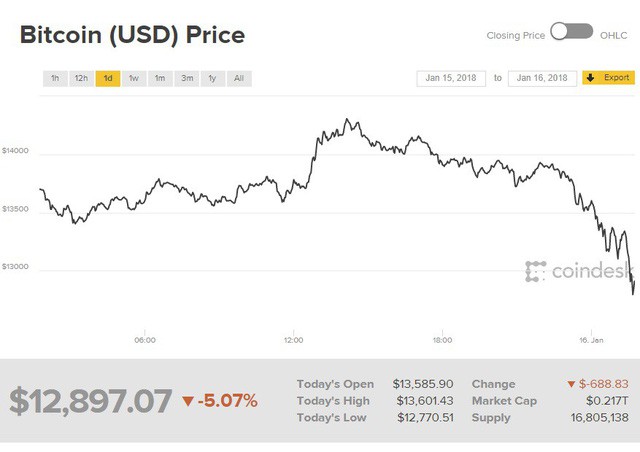 Bitcoin (USD) Price
Closing Price OHLC
1h 12h 1d 1w 1m 3m 1y All
Jan 15, 2018 to Jan 16, 2018 Export
$14000
$13500
$13000
coindesk
06:00 12:00 18:00 16. Jan
$12,897.07 ▼ -5.07%
Today's Open $13,585.90 Change ▼ $-688.83
Today's High $13,601.43 Market Cap $0.217T
Today's Low $12,770.51 Supply 16,805,138